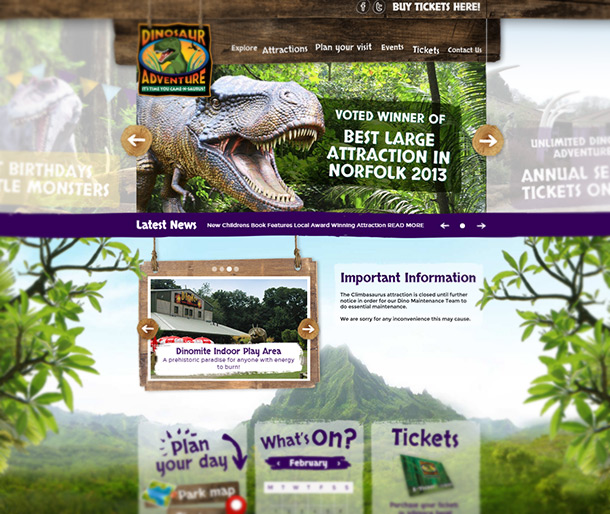 BUY TICKETS HERE!
DINOSAUR
ADVENTURE
IT'S TIME YOU CAME-N-SAURUS!
Explore Attractions Plan your visit Events Tickets Contact Us
VOTED WINNER OF
BEST LARGE
ATTRACTION IN
NORFOLK 2013
BIRTHDAYS
TLE MONSTERS
UNLIMITED DINO
ADVENTURE
ANNUAL SE
TICKETS ON
Latest News New Childrens Book Features Local Award Winning Attraction READ MORE
Dinomite Indoor Play Area
A prehistoric paradise for anyone with energy
to burn!
Important Information
The Climbasaurus attraction is closed until further
notice in order for our Dino Maintenance Team to
do essential maintenance.
We are sorry for any inconvenience this may cause.
Plan
your day
Park map
What's On?
February
M T W T F S S
Tickets
Purchase your tickets